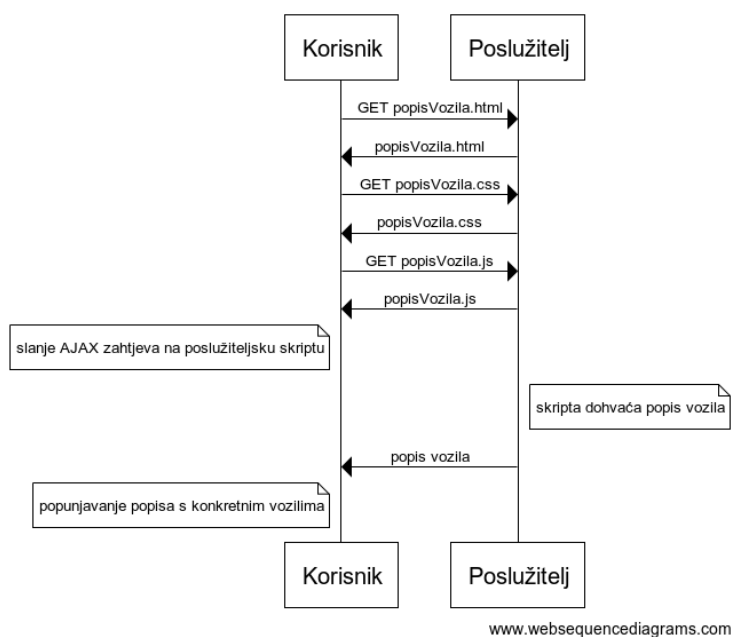 Korisnik
Poslužitelj
GET popisVozila.html
popisVozila.html
GET popisVozila.css
popisVozila.css
GET popisVozila.js
popisVozila.js
slanje AJAX zahtjeva na poslužiteljsku skriptu
skripta dohvaća popis vozila
popis vozila
popunjavanje popisa s konkretnim vozilima
Korisnik
Poslužitelj
www.websequencediagrams.com